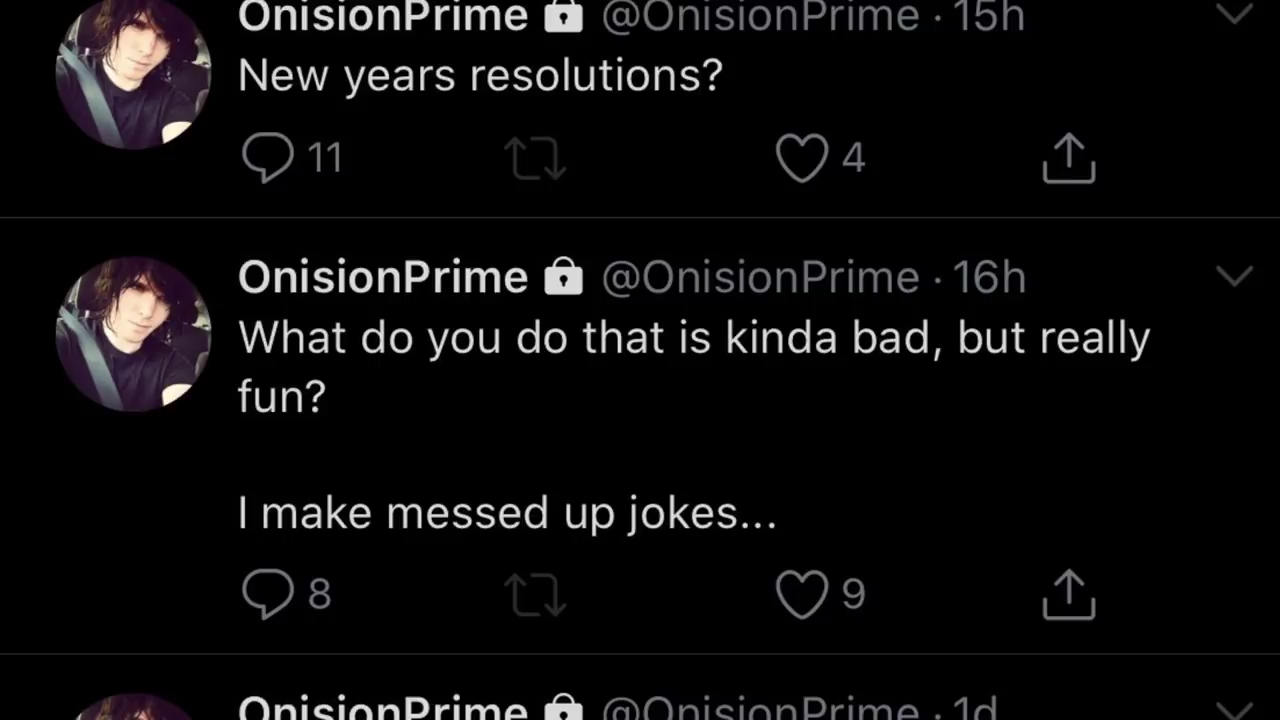 OnisionPrime @OnisionPrime · 15h
New years resolutions?
11 4
OnisionPrime @OnisionPrime · 16h
What do you do that is kinda bad, but really
fun?
I make messed up jokes...
8 9
OnisionPrime @OnisionPrime · 1d